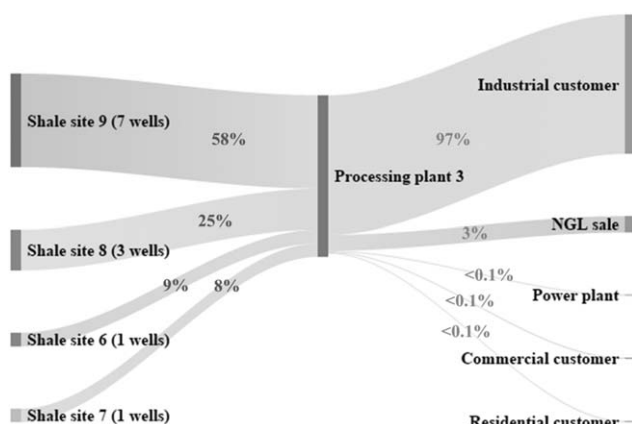 Industrial customer
Shale site 9 (7 wells)
58%
97%
Processing plant 3
25%
NGL sale
3%
Shale site 8 (3 wells)
<0.1%
9%
8%
Power plant
<0.1%
<0.1%
Shale site 6 (1 wells)
Commercial customer
Shale site 7 (1 wells)
Residential customer